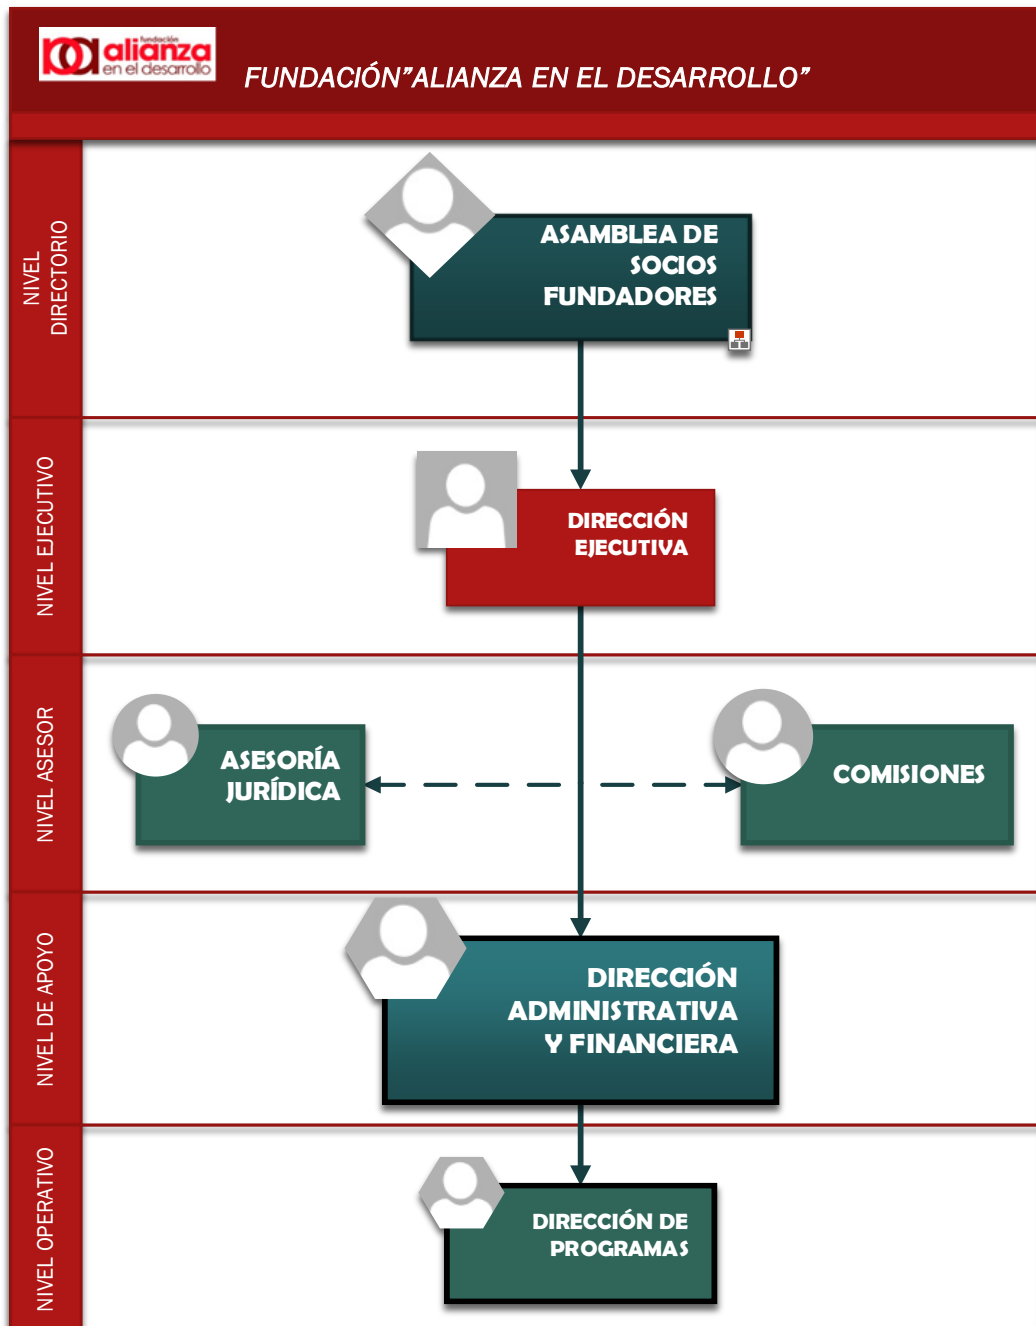 fundación
alianza
en el desarrollo
FUNDACIÓN”ALIANZA EN EL DESARROLLO”
NIVEL
DIRECTORIO
ASAMBLEA DE
SOCIOS
FUNDADORES
NIVEL EJECUTIVO
DIRECCIÓN
EJECUTIVA
NIVEL ASESOR
ASESORÍA
JURÍDICA
COMISIONES
NIVEL DE APOYO
DIRECCIÓN
ADMINISTRATIVA
Y FINANCIERA
NIVEL OPERATIVO
DIRECCIÓN DE
PROGRAMAS